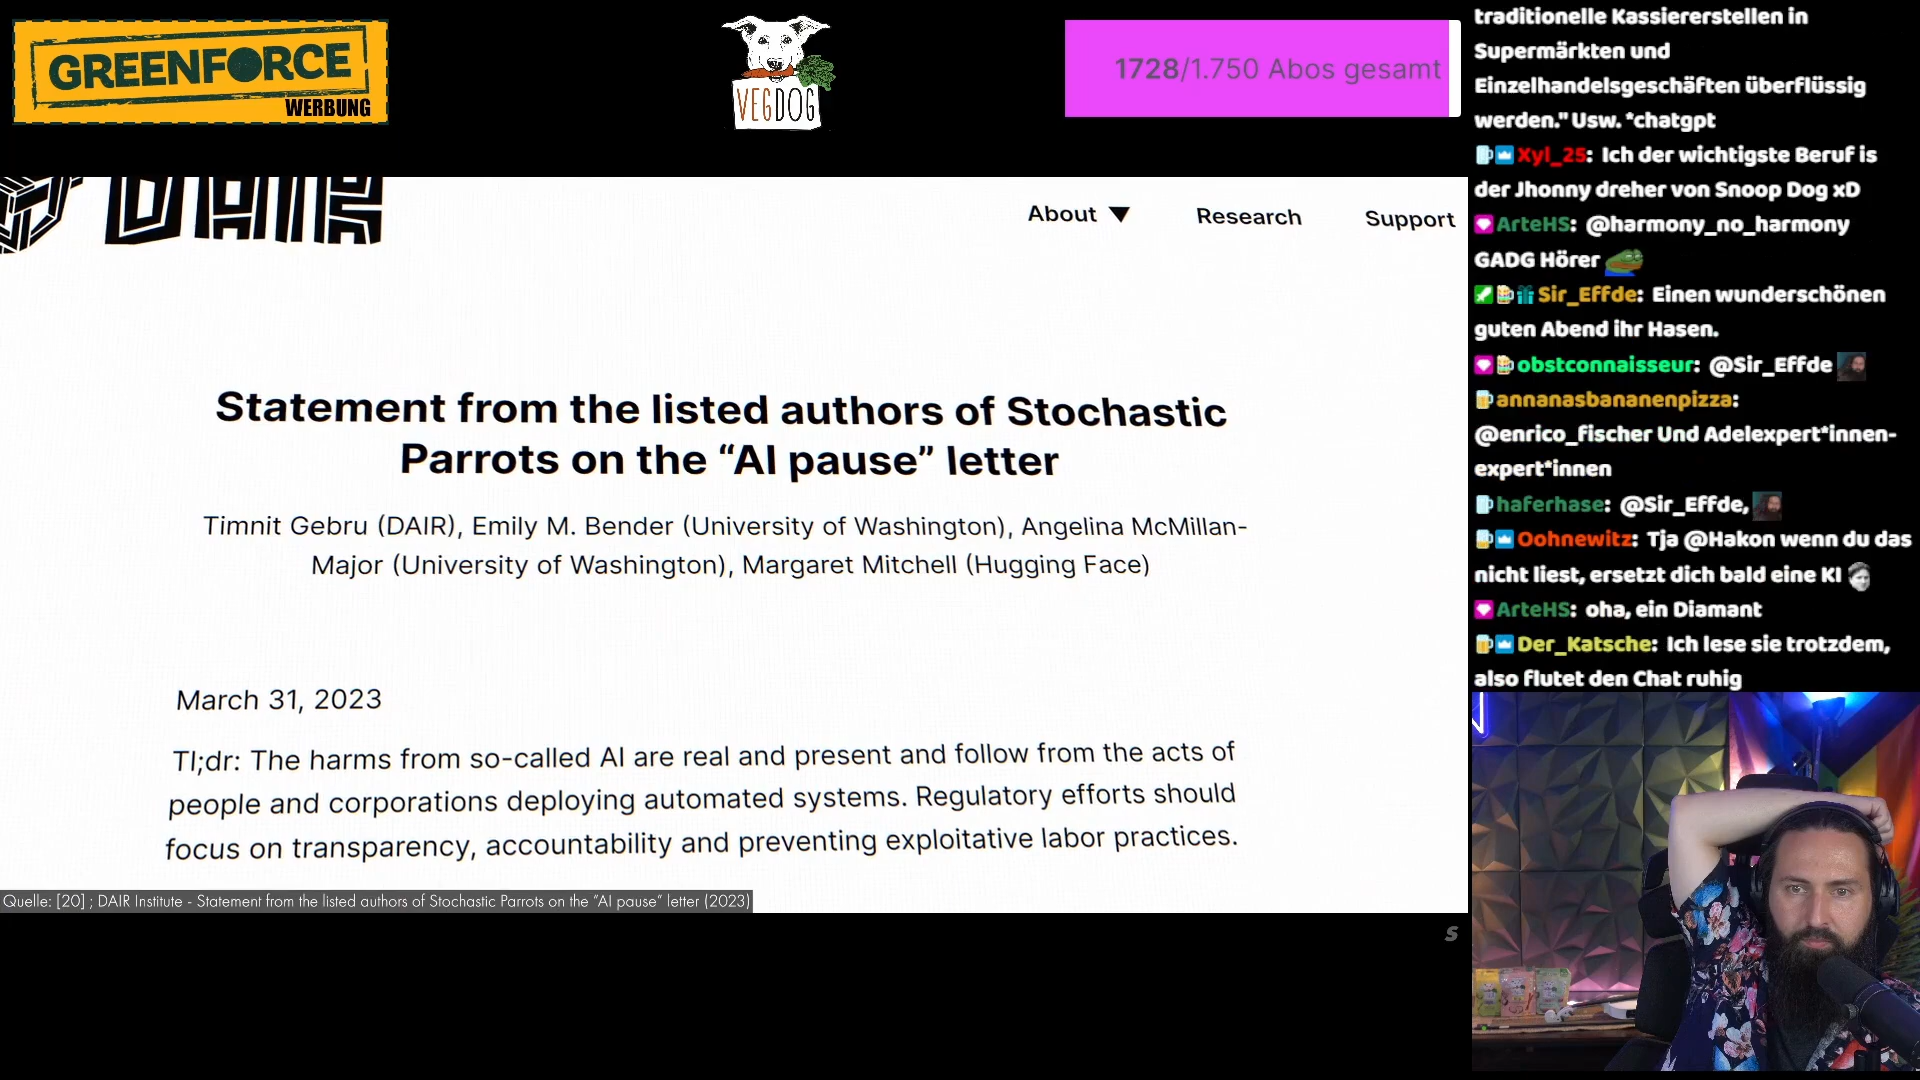 GREENFORCE
WERBUNG
VEGDOG
1728/1.750 Abos gesamt
DAIR
About ▼ Research Support
Statement from the listed authors of Stochastic
Parrots on the “AI pause” letter
Timnit Gebru (DAIR), Emily M. Bender (University of Washington), Angelina McMillan-
Major (University of Washington), Margaret Mitchell (Hugging Face)
March 31, 2023
Tl;dr: The harms from so-called AI are real and present and follow from the acts of
people and corporations deploying automated systems. Regulatory efforts should
focus on transparency, accountability and preventing exploitative labor practices.
Quelle: [20] ; DAIR Institute - Statement from the listed authors of Stochastic Parrots on the “AI pause” letter (2023)
S
traditionelle Kassiererstellen in
Supermärkten und
Einzelhandelsgeschäften überflüssig
werden." Usw. *chatgpt
Xyl_25: Ich der wichtigste Beruf is
der Jhonny dreher von Snoop Dog xD
ArteHS: @harmony_no_harmony
GADG Hörer
Sir_Effde: Einen wunderschönen
guten Abend ihr Hasen.
obstconnaisseur: @Sir_Effde
annanasbananenpizza:
@enrico_fischer Und Adelexpert*innen-
expert*innen
haferhase: @Sir_Effde,
Oohnewitz: Tja @Hakon wenn du das
nicht liest, ersetzt dich bald eine KI
ArteHS: oha, ein Diamant
Der_Katsche: Ich lese sie trotzdem,
also flutet den Chat ruhig